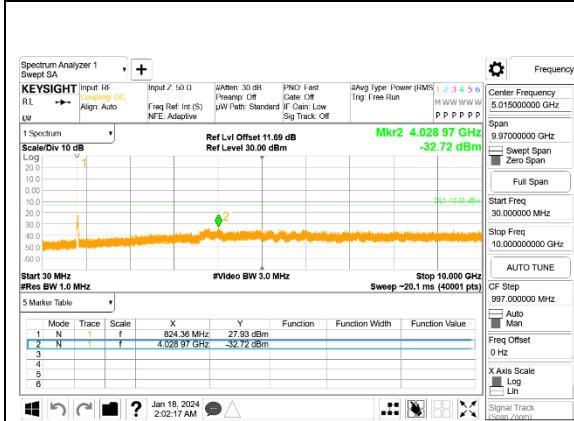 Spectrum Analyzer 1
Swept SA
+
Frequency
KEYSIGHT
RL
Input: RF
Coupling: DC
Align: Auto
Input Z: 50 Ω
Freq Ref: Int (S)
NFE: Adaptive
#Atten: 30 dB
Preamp: Off
µW Path: Standard
PNO: Fast
Gate: Off
IF Gain: Low
Sig Track: Off
#Avg Type: Power (RMS
Trig: Free Run
1 2 3 4 5 6
M W W W W W
P P P P P P
1 Spectrum
Scale/Div 10 dB
Ref Lvl Offset 11.69 dB
Ref Level 30.00 dBm
Mkr2 4.028 97 GHz
-32.72 dBm
Log
20.0
10.0
0.00
-10.0
-20.0
-30.0
-40.0
-50.0
-60.0
1
2
Start 30 MHz
#Res BW 1.0 MHz
#Video BW 3.0 MHz
Stop 10.000 GHz
Sweep ~20.1 ms (40001 pts)
5 Marker Table
Mode Trace Scale X Y Function Function Width Function Value
1 N 1 f 824.36 MHz 27.93 dBm
2 N 1 f 4.028 97 GHz -32.72 dBm
3
4
5
6
Jan 18, 2024
2:02:17 AM
?
Center Frequency
5.015000000 GHz
Span
9.97000000 GHz
Swept Span
Zero Span
Full Span
Start Freq
30.000000 MHz
Stop Freq
10.000000000 GHz
AUTO TUNE
CF Step
997.000000 MHz
Auto
Man
Freq Offset
0 Hz
X Axis Scale
Log
Lin
Signal Track
(Span Zoom)